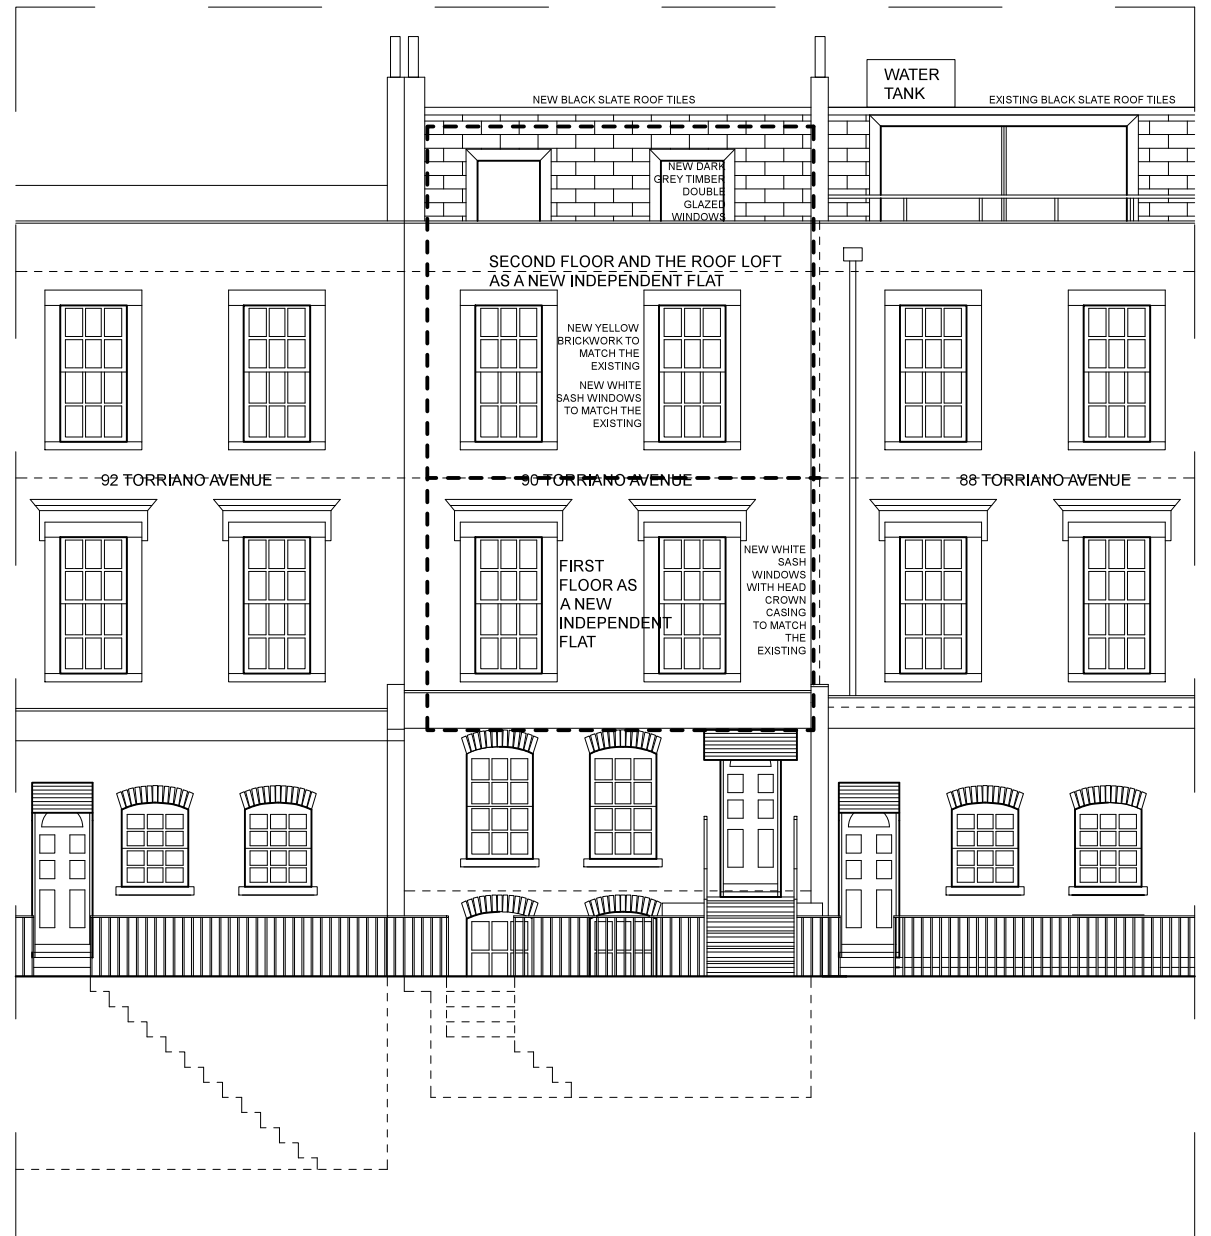 WATER
TANK
NEW BLACK SLATE ROOF TILES
EXISTING BLACK SLATE ROOF TILES
NEW DARK
GREY TIMBER
DOUBLE
GLAZED
WINDOWS
SECOND FLOOR AND THE ROOF LOFT
AS A NEW INDEPENDENT FLAT
NEW YELLOW
BRICKWORK TO
MATCH THE
EXISTING
NEW WHITE
SASH WINDOWS
TO MATCH THE
EXISTING
92 TORRIANO AVENUE
90 TORRIANO AVENUE
88 TORRIANO AVENUE
FIRST
FLOOR AS
A NEW
INDEPENDENT
FLAT
NEW WHITE
SASH
WINDOWS
WITH HEAD
CROWN
CASING
TO MATCH
THE
EXISTING